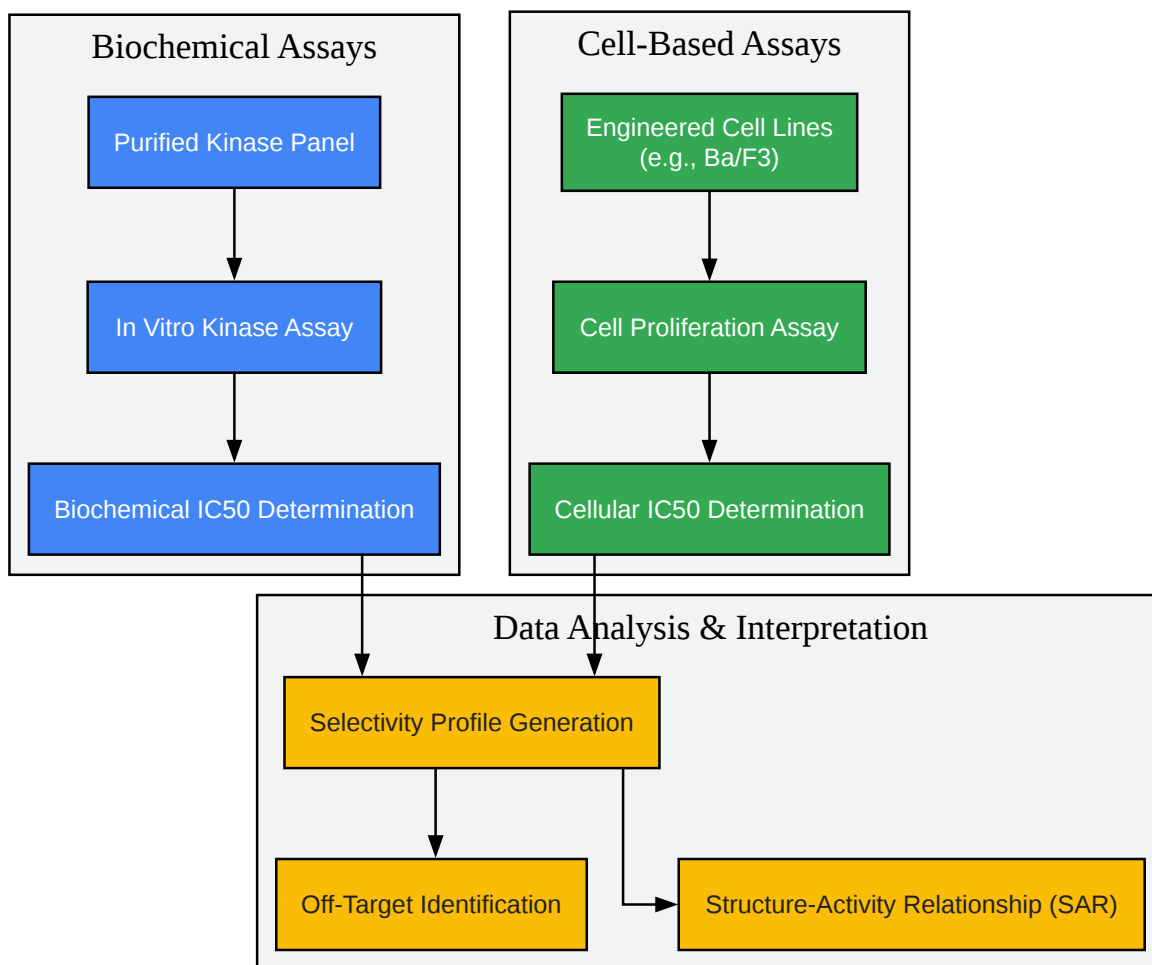 Biochemical Assays
Purified Kinase Panel
In Vitro Kinase Assay
Biochemical IC50 Determination
Cell-Based Assays
Engineered Cell Lines
(e.g., Ba/F3)
Cell Proliferation Assay
Cellular IC50 Determination
Data Analysis & Interpretation
Selectivity Profile Generation
Off-Target Identification
Structure-Activity Relationship (SAR)